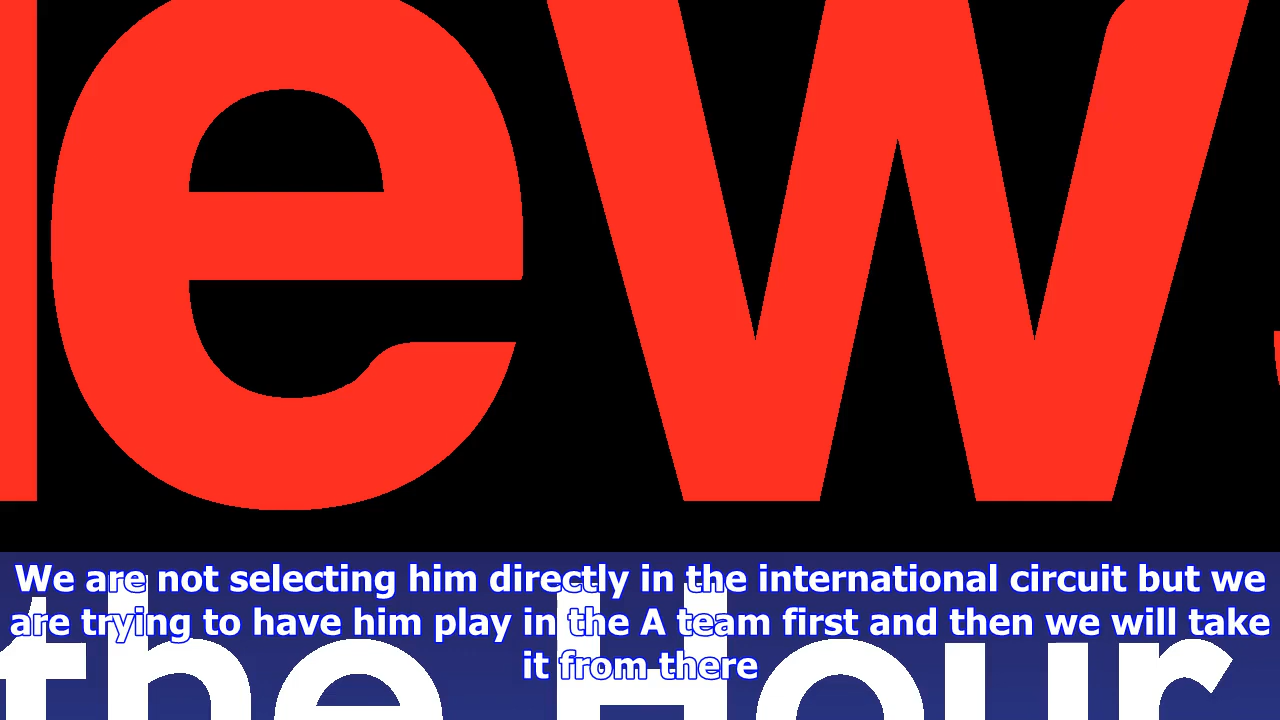 New
We are not selecting him directly in the international circuit but we
are trying to have him play in the A team first and then we will take
it from there
the Hour